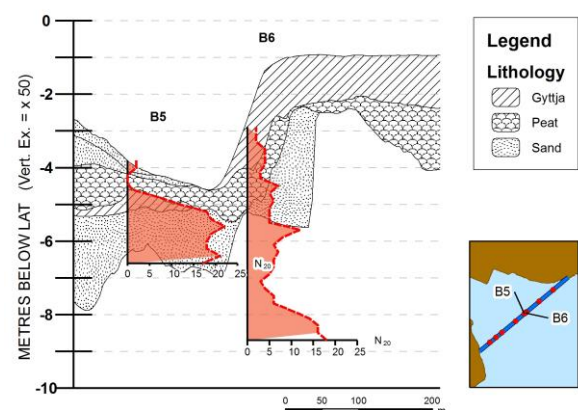 0
-2
-4
-6
-8
-10
METRES BELOW LAT (Vert. Ex. = x 50)
B5
B6
0 5 10 15 20 25
N20
0 5 10 15 20 25
N20
0 50 100 200
m
Legend
Lithology
Gyttja
Peat
Sand
B5
B6